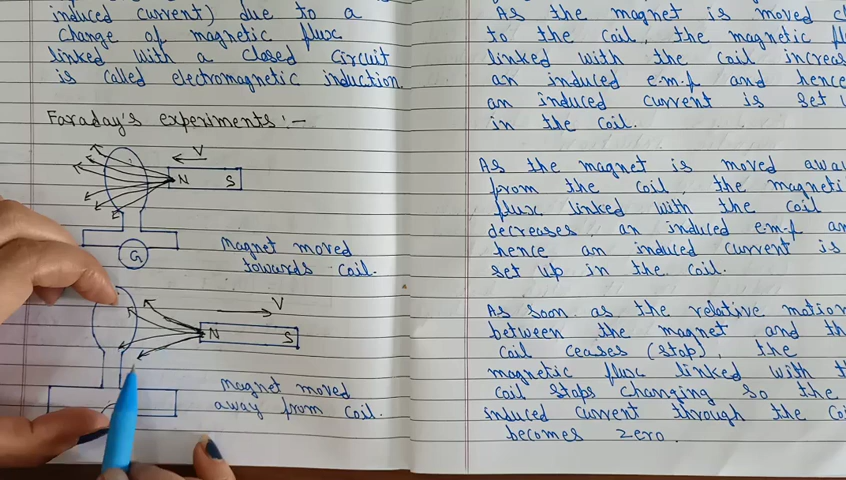 induced current) due to a
change of magnetic flux
linked with a closed circuit
is called electromagnetic induction
Faraday's experiments :-
V
N S
G
magnet moved
towards coil.
V
N S
magnet moved
away from coil.
As the magnet is moved
to the coil, the magnetic
linked with the coil
an induced e.m.f and hence
an induced current is set
in the coil.
As the magnet is moved
from the coil, the
flux linked with the coil
decreases, an induced e.m.f
hence an induced current is
set up in the coil.
As soon as the relative motion
between the magnet and
coil ceases (stop), the
magnetic flux linked with
coil stops changing so the
induced current through the
becomes zero.